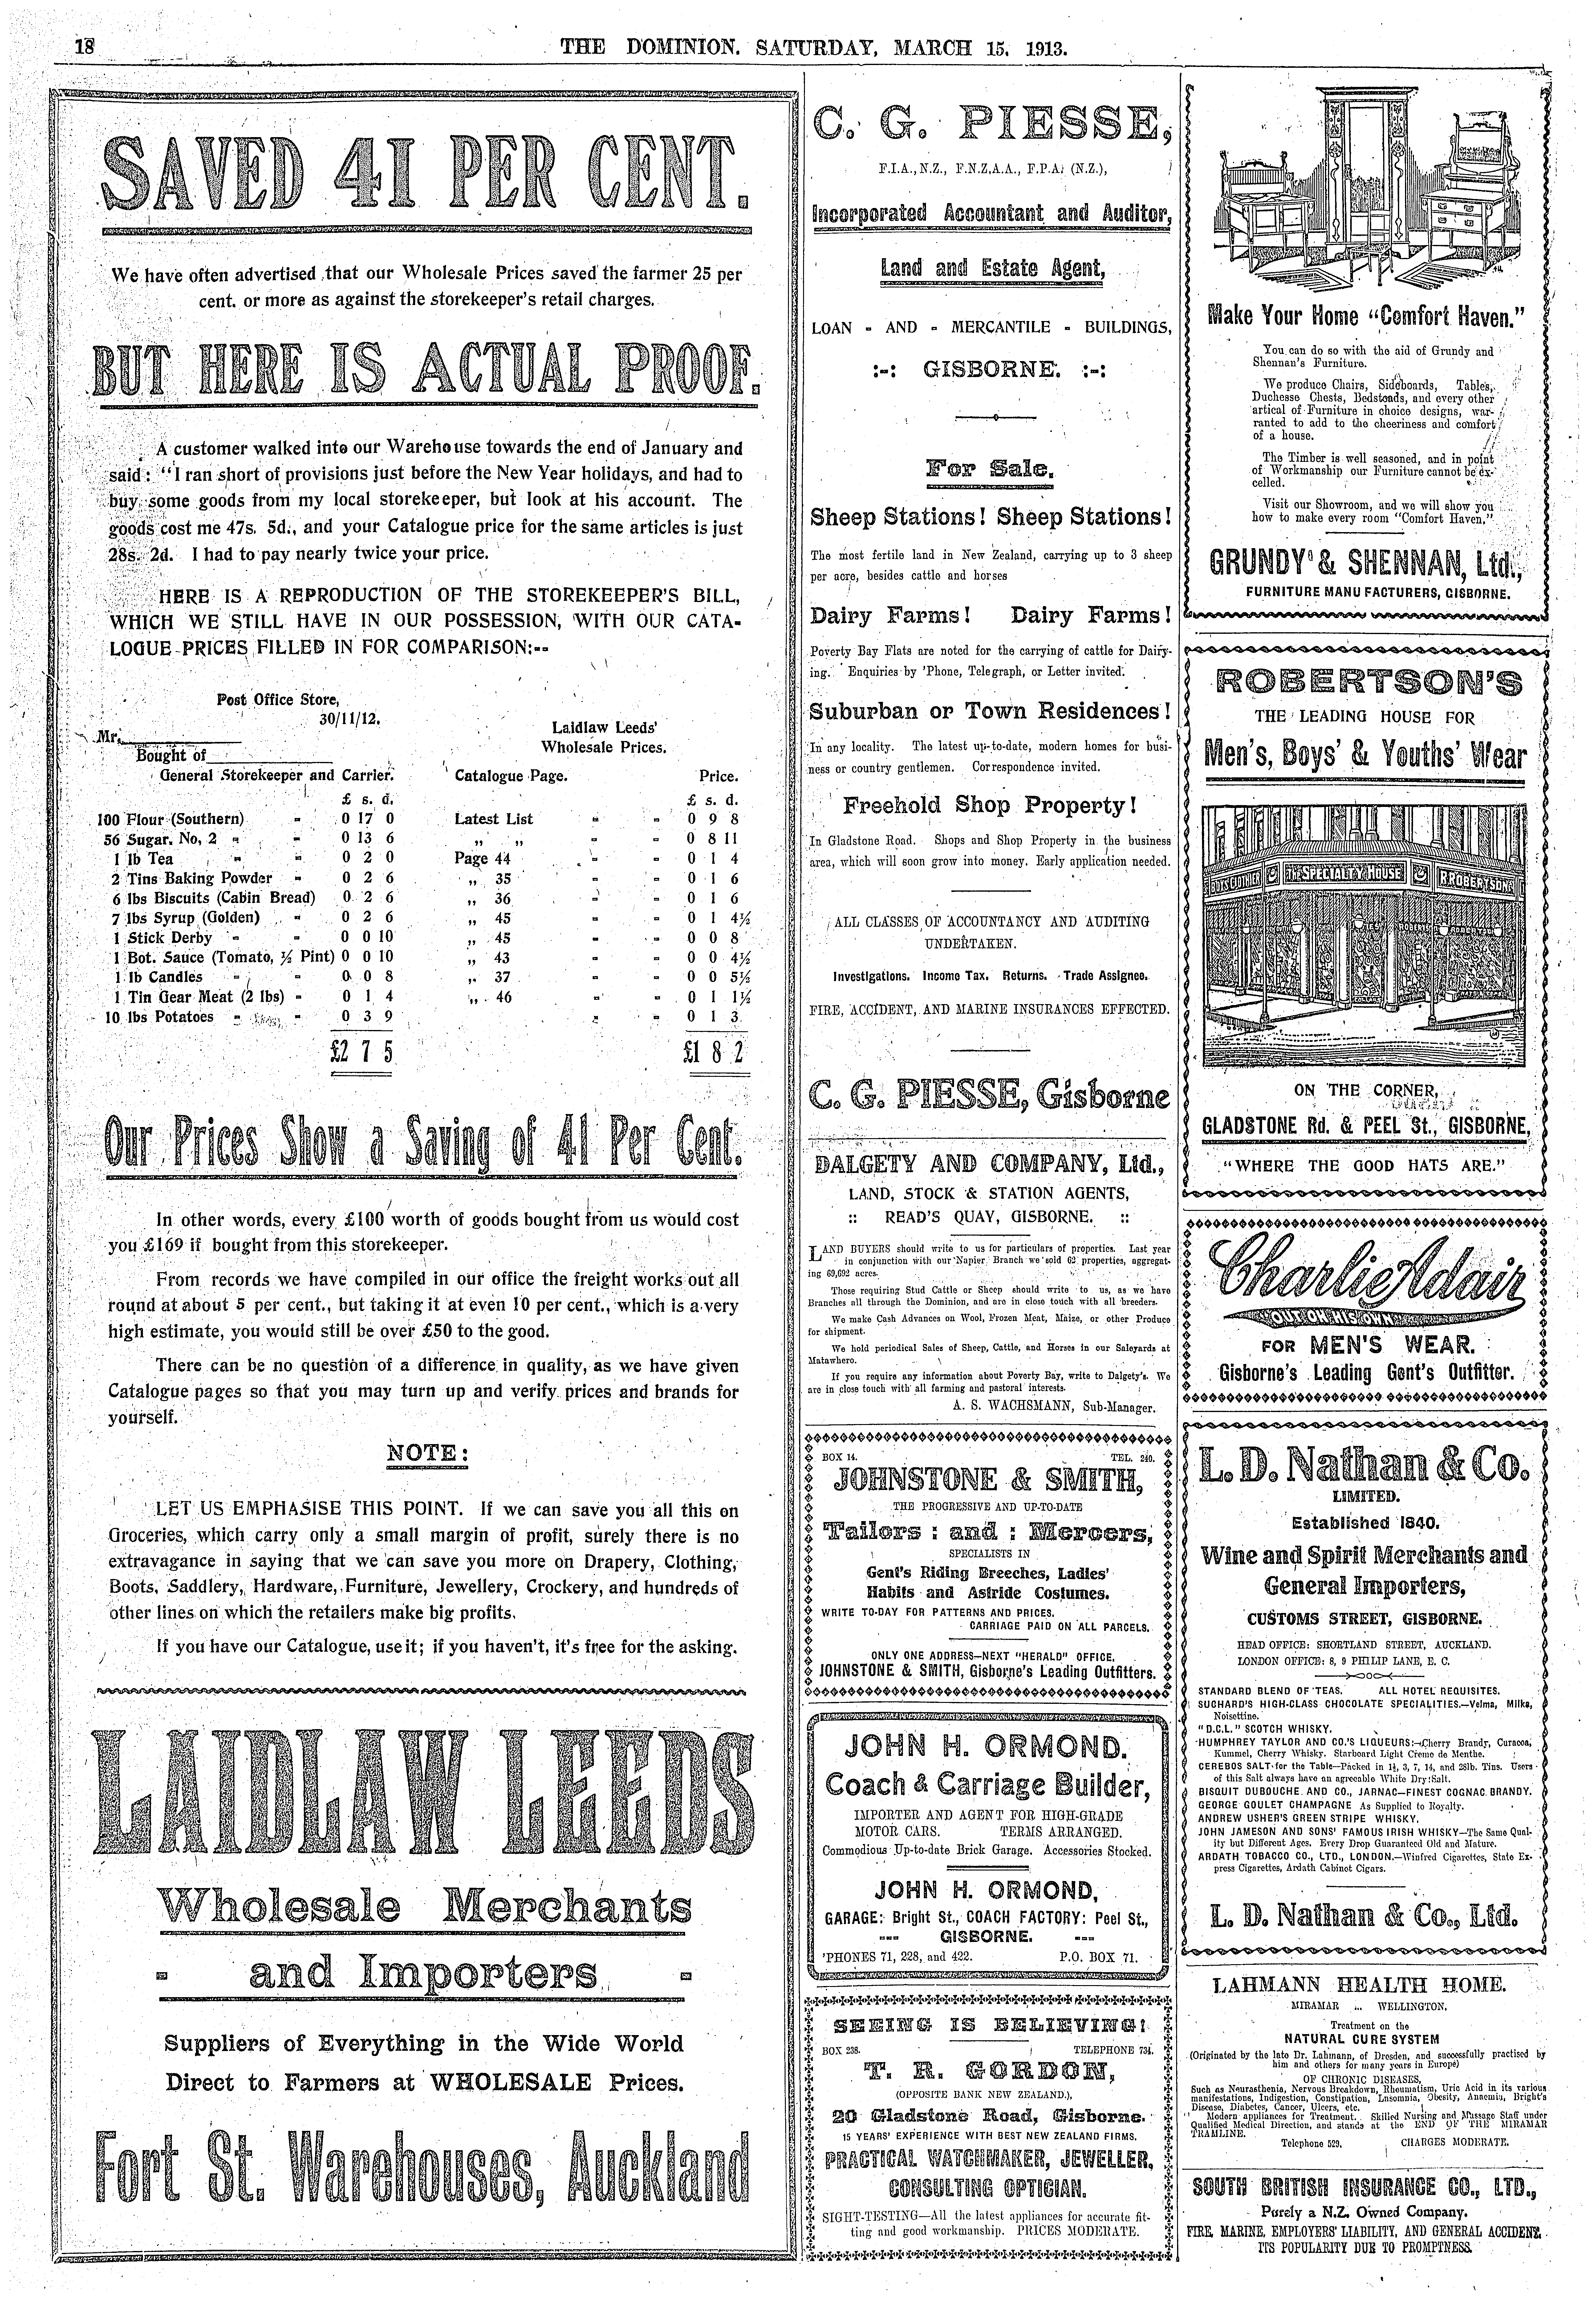 18
THE DOMINION. SATURDAY, MARCH 15, 1913.
SAVED 41 PER CENT.
We have often advertised that our Wholesale Prices saved the farmer 25 per
cent. or more as against the storekeeper's retail charges.
BUT HERE IS ACTUAL PROOF.
A customer walked into our Warehouse towards the end of January and
said: "I ran short of provisions just before the New Year holidays, and had to
buy some goods from my local storekeeper, but look at his account. The
goods cost me 47s. 5d., and your Catalogue price for the same articles is just
28s. 2d. I had to pay nearly twice your price.
HERE IS A REPRODUCTION OF THE STOREKEEPER'S BILL,
WHICH WE STILL HAVE IN OUR POSSESSION, WITH OUR CATA-
LOGUE PRICES FILLED IN FOR COMPARISON:--
Post Office Store,
30/11/12.
Mr.
Bought of
Laidlaw Leeds'
Wholesale Prices.
General Storekeeper and Carrier. Catalogue Page. Price.
£ s. d. £ s. d.
100 Flour (Southern) - 0 17 0 Latest List - - 0 9 8
56 Sugar. No. 2 - - 0 13 6 " " - - 0 8 11
1 lb Tea - - 0 2 0 Page 44 - - 0 1 4
2 Tins Baking Powder - 0 2 6 " 35 - - 0 1 6
6 lbs Biscuits (Cabin Bread) 0 2 6 " 36 - - 0 1 6
7 lbs Syrup (Golden) - 0 2 6 " 45 - - 0 1 4½
1 Stick Derby - - 0 0 10 " 45 - - 0 0 8
1 Bot. Sauce (Tomato, ½ Pint) 0 0 10 " 43 - - 0 0 4½
1 lb Candles - - 0 0 8 " 37 - - 0 0 5½
1 Tin Gear Meat (2 lbs) - 0 1 4 " 46 - - 0 1 1½
10 lbs Potatoes - - 0 3 9 - - 0 1 3
£2 7 5 £1 8 2
Our Prices Show a Saving of 41 Per Cent.
In other words, every £100 worth of goods bought from us would cost
you £169 if bought from this storekeeper.
From records we have compiled in our office the freight works out all
round at about 5 per cent., but taking it at even 10 per cent., which is a very
high estimate, you would still be over £50 to the good.
There can be no question of a difference in quality, as we have given
Catalogue pages so that you may turn up and verify prices and brands for
yourself.
NOTE:
LET US EMPHASISE THIS POINT. If we can save you all this on
Groceries, which carry only a small margin of profit, surely there is no
extravagance in saying that we can save you more on Drapery, Clothing,
Boots, Saddlery, Hardware, Furniture, Jewellery, Crockery, and hundreds of
other lines on which the retailers make big profits.
If you have our Catalogue, use it; if you haven't, it's free for the asking.
LAIDLAW LEEDS
Wholesale Merchants
- and Importers -
Suppliers of Everything in the Wide World
Direct to Farmers at WHOLESALE Prices.
Fort St. Warehouses, Auckland
C. G. PIESSE,
F.I.A., N.Z., F.N.Z.A.A., F.P.A. (N.Z.),
Incorporated Accountant and Auditor,
Land and Estate Agent,
LOAN - AND - MERCANTILE - BUILDINGS,
:-: GISBORNE. :-:
For Sale.
Sheep Stations! Sheep Stations!
The most fertile land in New Zealand, carrying up to 3 sheep
per acre, besides cattle and horses
Dairy Farms! Dairy Farms!
Poverty Bay Flats are noted for the carrying of cattle for Dairy-
ing. Enquiries by 'Phone, Telegraph, or Letter invited.
Suburban or Town Residences!
In any locality. The latest up-to-date, modern homes for busi-
ness or country gentlemen. Correspondence invited.
Freehold Shop Property!
In Gladstone Road. Shops and Shop Property in the business
area, which will soon grow into money. Early application needed.
ALL CLASSES OF ACCOUNTANCY AND AUDITING
UNDERTAKEN.
Investigations. Income Tax. Returns. Trade Assignee.
FIRE, ACCIDENT, AND MARINE INSURANCES EFFECTED.
C. G. PIESSE, Gisborne
DALGETY AND COMPANY, Ltd.,
LAND, STOCK & STATION AGENTS,
:: READ'S QUAY, GISBORNE. ::
LAND BUYERS should write to us for particulars of properties. Last year
in conjunction with our Napier Branch we sold 62 properties, aggregat-
ing 69,692 acres.
Those requiring Stud Cattle or Sheep should write to us, as we have
Branches all through the Dominion, and are in close touch with all breeders.
We make Cash Advances on Wool, Frozen Meat, Maize, or other Produce
for shipment.
We hold periodical Sales of Sheep, Cattle, and Horses in our Saleyards at
Matawhero.
If you require any information about Poverty Bay, write to Dalgety's. We
are in close touch with all farming and pastoral interests.
A. S. WACHSMANN, Sub-Manager.
BOX 14. TEL. 240.
JOHNSTONE & SMITH,
THE PROGRESSIVE AND UP-TO-DATE
Tailors : and : Mercers,
SPECIALISTS IN
Gent's Riding Breeches, Ladies'
Habits and Astride Costumes.
WRITE TO-DAY FOR PATTERNS AND PRICES.
CARRIAGE PAID ON ALL PARCELS.
ONLY ONE ADDRESS—NEXT "HERALD" OFFICE.
JOHNSTONE & SMITH, Gisborne's Leading Outfitters.
JOHN H. ORMOND.
Coach & Carriage Builder,
IMPORTER AND AGENT FOR HIGH-GRADE
MOTOR CARS. TERMS ARRANGED.
Commodious Up-to-date Brick Garage. Accessories Stocked.
JOHN H. ORMOND,
GARAGE: Bright St., COACH FACTORY: Peel St.,
--- GISBORNE. ---
'PHONES 71, 228, and 422. P.O. BOX 71.
SEEING IS BELIEVING!
BOX 238. TELEPHONE 734.
T. R. GORDON,
(OPPOSITE BANK NEW ZEALAND.),
20 Gladstone Road, Gisborne.
15 YEARS' EXPERIENCE WITH BEST NEW ZEALAND FIRMS.
PRACTICAL WATCHMAKER, JEWELLER,
CONSULTING OPTICIAN.
SIGHT-TESTING—All the latest appliances for accurate fit-
ting and good workmanship. PRICES MODERATE.
Make Your Home "Comfort Haven."
You can do so with the aid of Grundy and
Shennan's Furniture.
We produce Chairs, Sideboards, Tables,
Duchesse Chests, Bedsteads, and every other
artical of Furniture in choice designs, war-
ranted to add to the cheeriness and comfort
of a house.
The Timber is well seasoned, and in point
of Workmanship our Furniture cannot be ex-
celled.
Visit our Showroom, and we will show you
how to make every room "Comfort Haven."
GRUNDY & SHENNAN, Ltd.,
FURNITURE MANUFACTURERS, GISBORNE.
ROBERTSON'S
THE LEADING HOUSE FOR
Men's, Boys' & Youths' Wear
THE SPECIALTY HOUSE
R. ROBERTSON
ON THE CORNER,
GLADSTONE Rd. & PEEL St., GISBORNE,
"WHERE THE GOOD HATS ARE."
Charlie Adair
"OUT ON HIS OWN"
FOR MEN'S WEAR.
Gisborne's Leading Gent's Outfitter.
L. D. Nathan & Co.
LIMITED.
Established 1840.
Wine and Spirit Merchants and
General Importers,
CUSTOMS STREET, GISBORNE.
HEAD OFFICE: SHORTLAND STREET, AUCKLAND.
LONDON OFFICE: 8, 9 PHILIP LANE, E. C.
STANDARD BLEND OF TEAS. ALL HOTEL REQUISITES.
SUCHARD'S HIGH-CLASS CHOCOLATE SPECIALITIES.—Velma, Milka,
Noisettine.
"D.C.L." SCOTCH WHISKY.
HUMPHREY TAYLOR AND CO.'S LIQUEURS:—Cherry Brandy, Curacoa,
Kummel, Cherry Whisky. Starboard Light Creme de Menthe.
CEREBOS SALT for the Table—Packed in 1½, 3, 7, 14, and 28lb. Tins. Users
of this Salt always have an agreeable White Dry Salt.
BISQUIT DUBOUCHE AND CO., JARNAC—FINEST COGNAC BRANDY.
GEORGE GOULET CHAMPAGNE As Supplied to Royalty.
ANDREW USHER'S GREEN STRIPE WHISKY.
JOHN JAMESON AND SONS' FAMOUS IRISH WHISKY—The Same Qual-
ity but Different Ages. Every Drop Guaranteed Old and Mature.
ARDATH TOBACCO CO., LTD., LONDON.—Winfred Cigarettes, State Ex-
press Cigarettes, Ardath Cabinet Cigars.
L. D. Nathan & Co., Ltd.
LAHMANN HEALTH HOME.
MIRAMAR ... WELLINGTON.
Treatment on the
NATURAL CURE SYSTEM
(Originated by the late Dr. Lahmann, of Dresden, and successfully practised by
him and others for many years in Europe)
OF CHRONIC DISEASES,
Such as Neurasthenia, Nervous Breakdown, Rheumatism, Uric Acid in its various
manifestations, Indigestion, Constipation, Insomnia, Obesity, Anaemia, Bright's
Disease, Diabetes, Cancer, Ulcers, etc.
Modern appliances for Treatment. Skilled Nursing and Massage Staff under
Qualified Medical Direction, and stands at the END OF THE MIRAMAR
TRAMLINE.
Telephone 529. CHARGES MODERATE.
SOUTH BRITISH INSURANCE CO., LTD.,
Purely a N.Z. Owned Company.
FIRE, MARINE, EMPLOYERS' LIABILITY, AND GENERAL ACCIDENT.
ITS POPULARITY DUE TO PROMPTNESS.